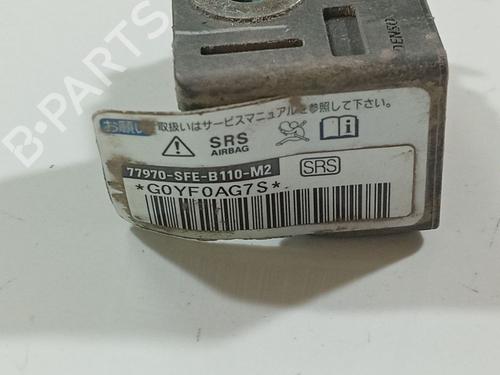 B-PARTS
DENSO
お願い 取扱いはサービスマニュアルを参照して下さい。
SRS
AIRBAG
77970-SFE-B110-M2
SRS
*G0YF0AG7S*